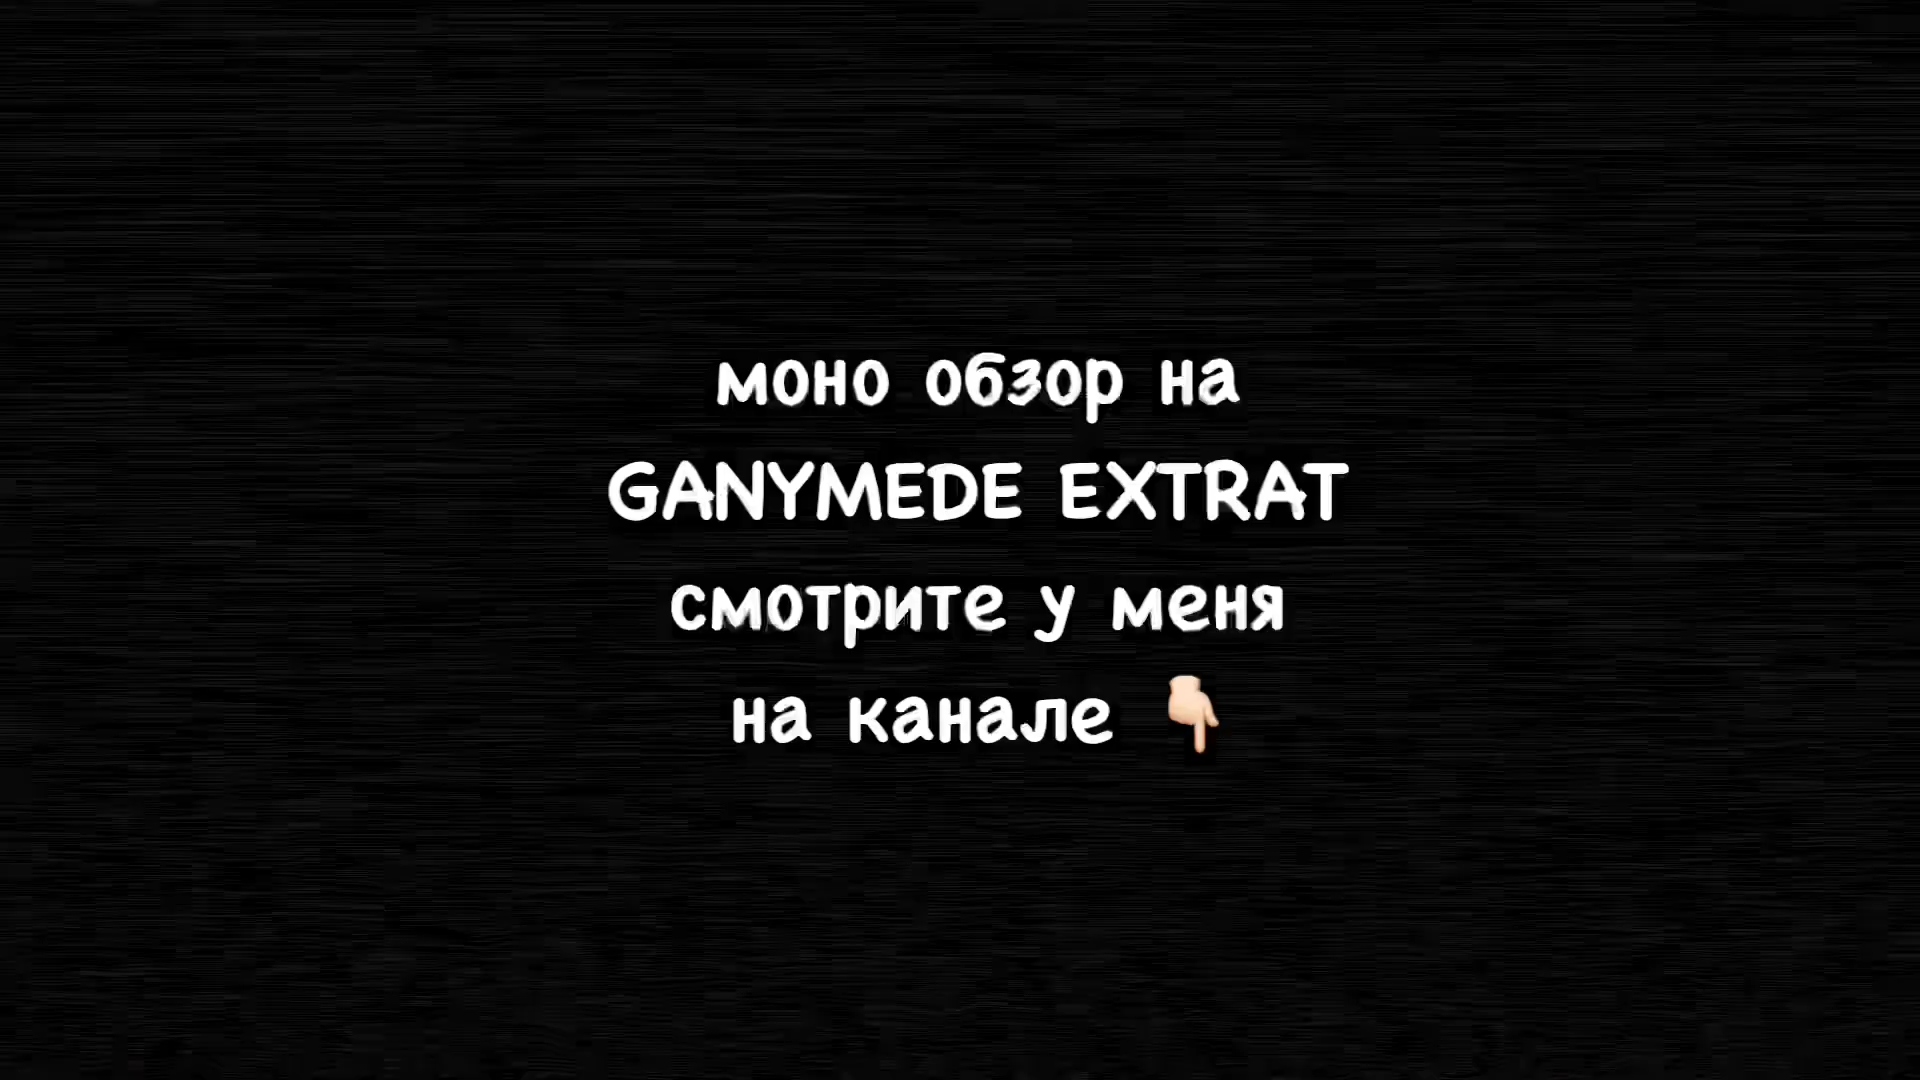 моно обзор на
GANYMEDE EXTRAT
смотрите у меня
на канале 👇🏻